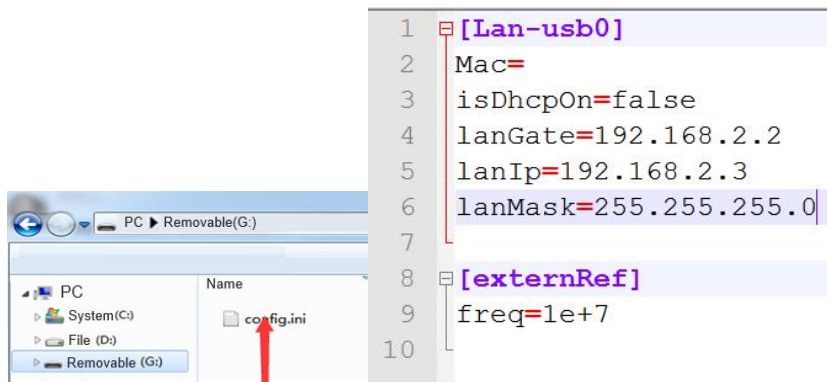 PC ▶ Removable(G:)
PC
System(C:)
File (D:)
Removable (G:)
Name
config.ini
1 [Lan-usb0]
2 Mac=
3 isDhcpOn=false
4 lanGate=192.168.2.2
5 lanIp=192.168.2.3
6 lanMask=255.255.255.0
7
8 [externRef]
9 freq=1e+7
10